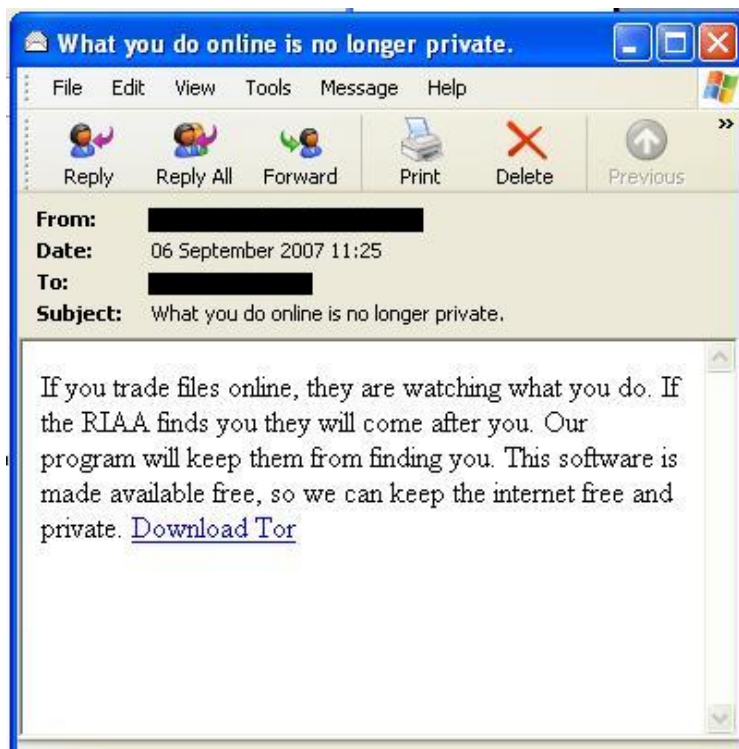 What you do online is no longer private.
File Edit View Tools Message Help
Reply Reply All Forward Print Delete Previous »
From:
Date: 06 September 2007 11:25
To:
Subject: What you do online is no longer private.
If you trade files online, they are watching what you do. If
the RIAA finds you they will come after you. Our
program will keep them from finding you. This software is
made available free, so we can keep the internet free and
private. Download Tor